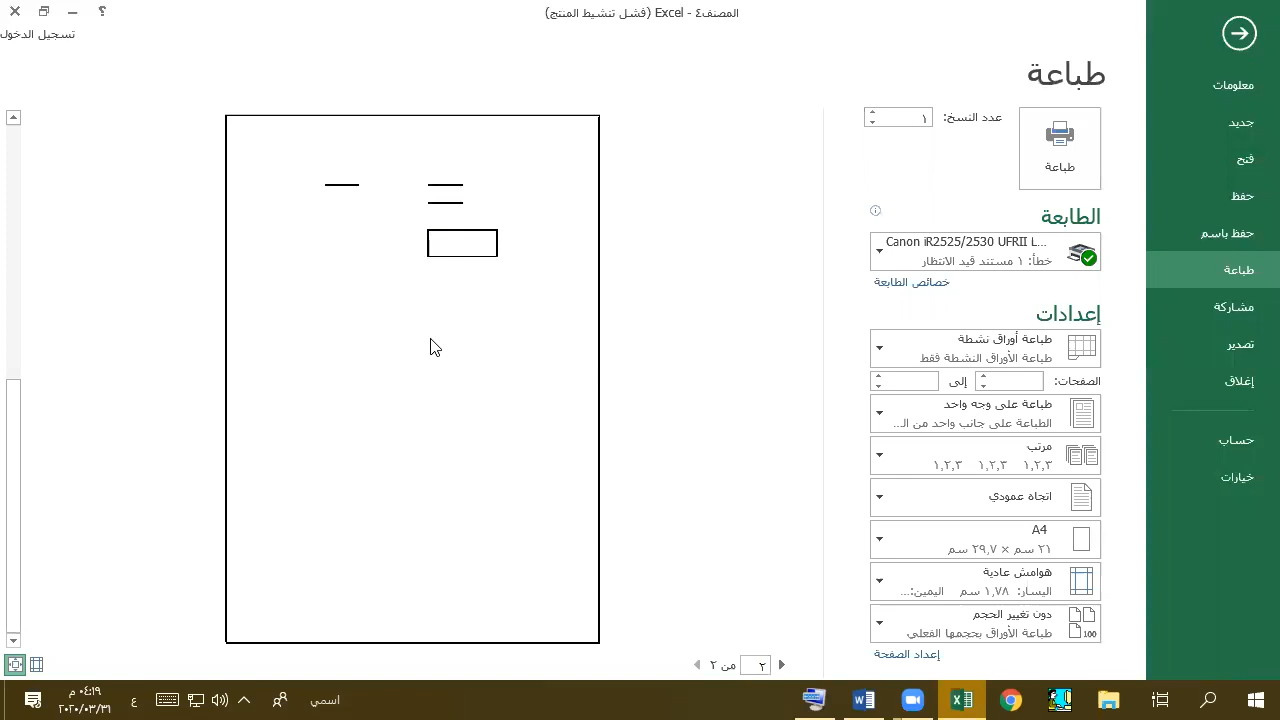 المصنف٤ - Excel (فشل تنشيط المنتج)
تسجيل الدخول
معلومات
جديد
فتح
حفظ
حفظ باسم
طباعة
مشاركة
تصدير
إغلاق
حساب
خيارات
طباعة
طباعة
عدد النسخ: ١
الطابعة
Canon iR2525/2530 UFRII L...
خطأ: ١ مستند قيد الانتظار
خصائص الطابعة
إعدادات
طباعة أوراق نشطة
طباعة الأوراق النشطة فقط
الصفحات: إلى
طباعة على وجه واحد
الطباعة على جانب واحد من الـ...
مرتب
١,٢,٣ ١,٢,٣ ١,٢,٣
اتجاه عمودي
A4
٢١ سم × ٢٩,٧ سم
هوامش عادية
اليسار: ١,٧٨ سم اليمين:...
دون تغيير الحجم
طباعة الأوراق بحجمها الفعلي
100
إعداد الصفحة
٢ من ٢
اسمي
ع
٠٤:١٩ م
٢٠٢٠/٠٣/٣١